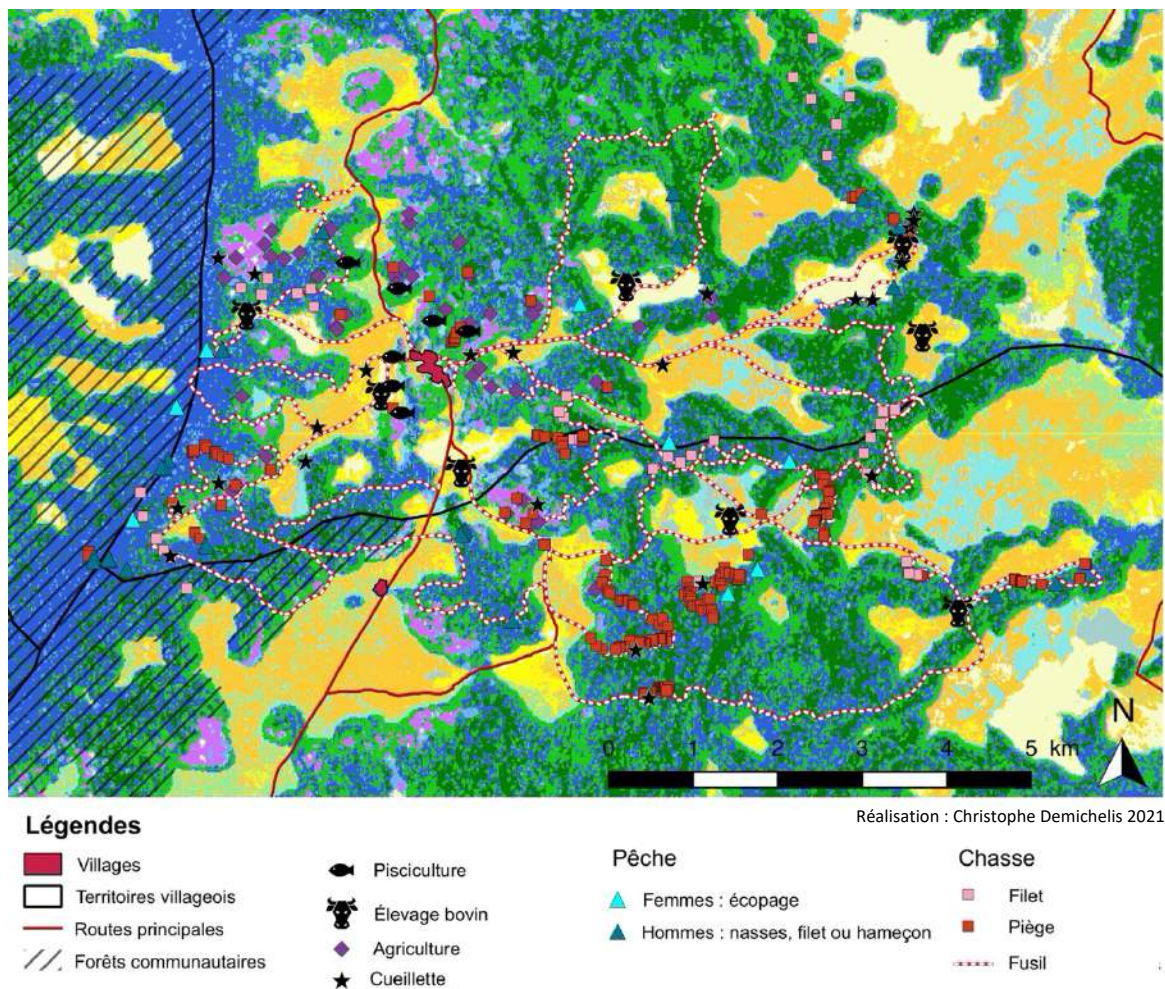 N
0 1 2 3 4 5 km
Réalisation : Christophe Demichelis 2021
Légendes
Villages
Territoires villageois
Routes principales
Forêts communautaires
Pisciculture
Élevage bovin
Agriculture
Cueillette
Pêche
Femmes : écopage
Hommes : nasses, filet ou hameçon
Chasse
Filet
Piège
Fusil